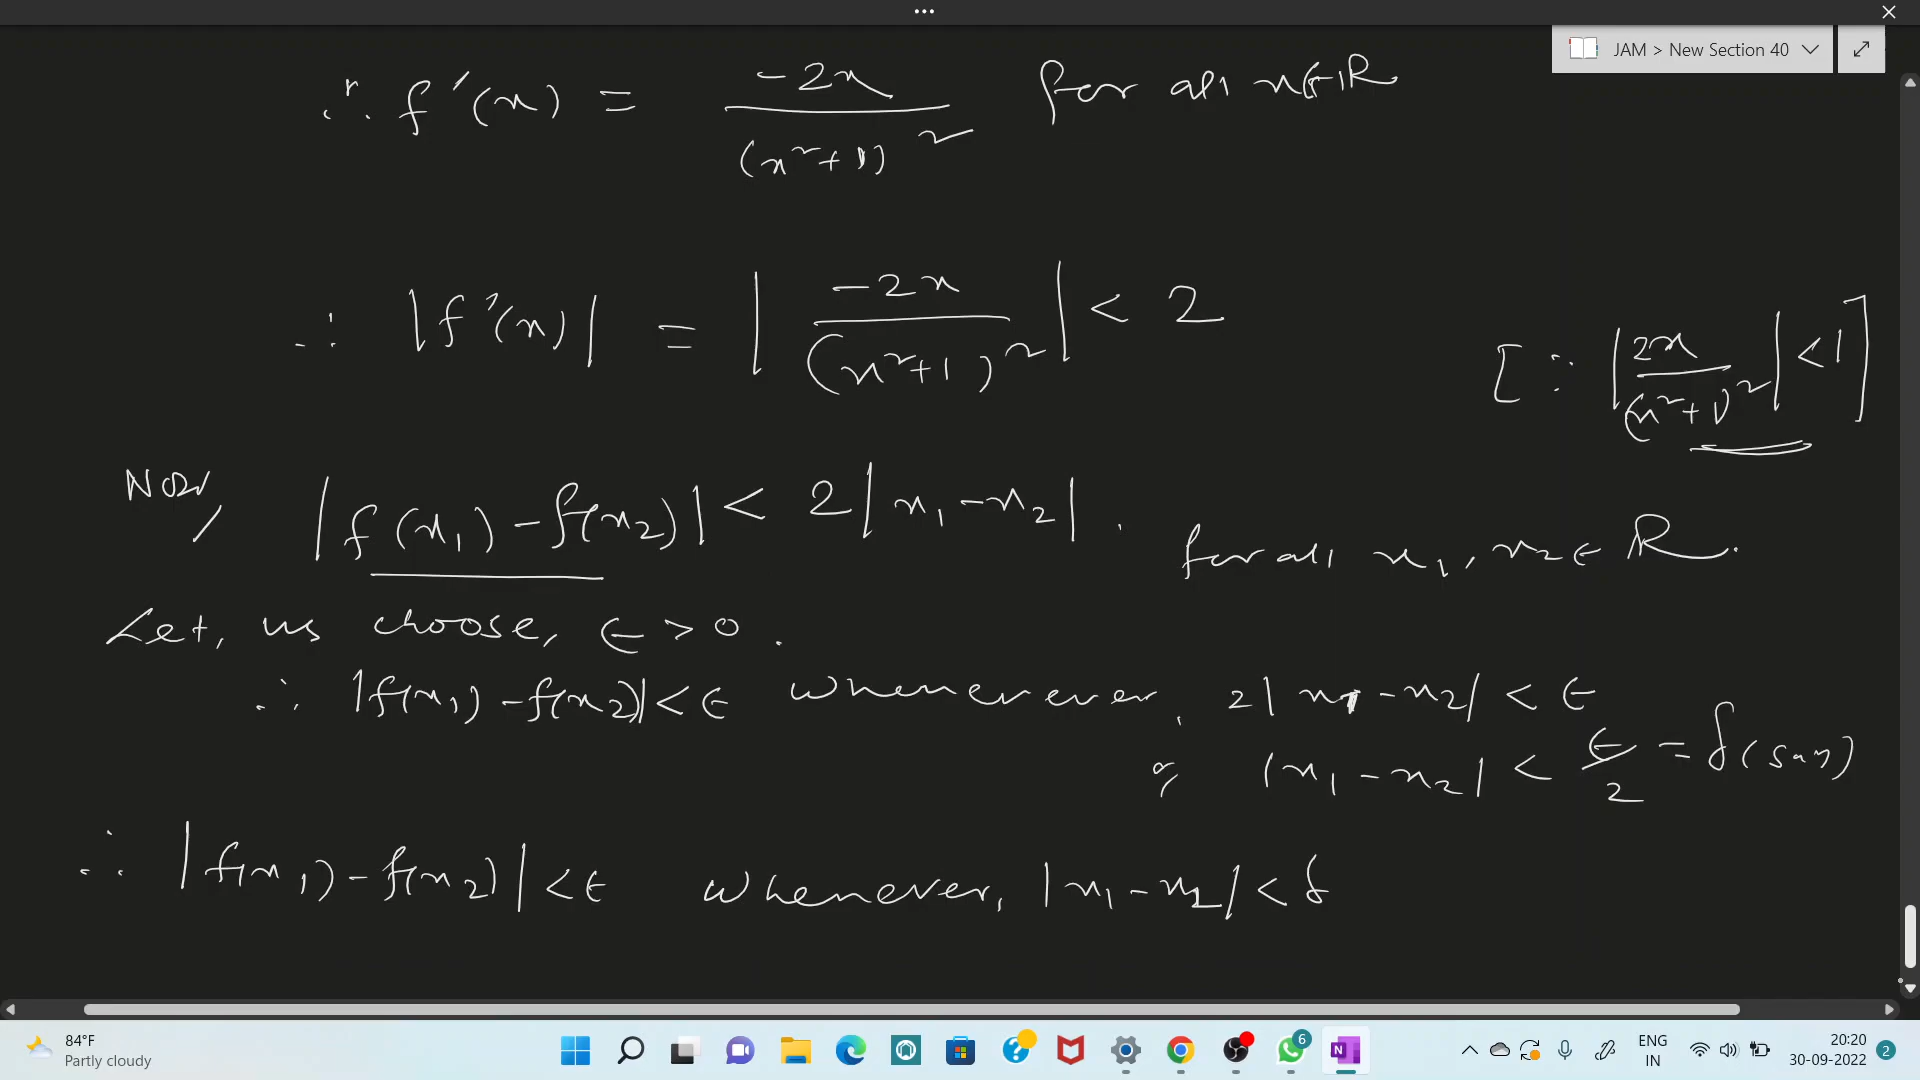 ...
JAM > New Section 40
∴ f'(x) = -2x / (x²+1)² for all x ∈ R
∴ |f'(x)| = | -2x / (x²+1)² | < 2
[∵ | 2x / (x²+1)² | < 1]
Now, |f(x₁) - f(x₂)| < 2|x₁ - x₂|. for all x₁, x₂ ∈ R.
Let, us choose, ε > 0.
∴ |f(x₁) - f(x₂)| < ε whenever, 2|x₁ - x₂| < ε
|x₁ - x₂| < ε/2 = δ (say)
∴ |f(x₁) - f(x₂)| < ε whenever, |x₁ - x₂| < δ
84°F
Partly cloudy
6
ENG
IN
20:20
30-09-2022
2